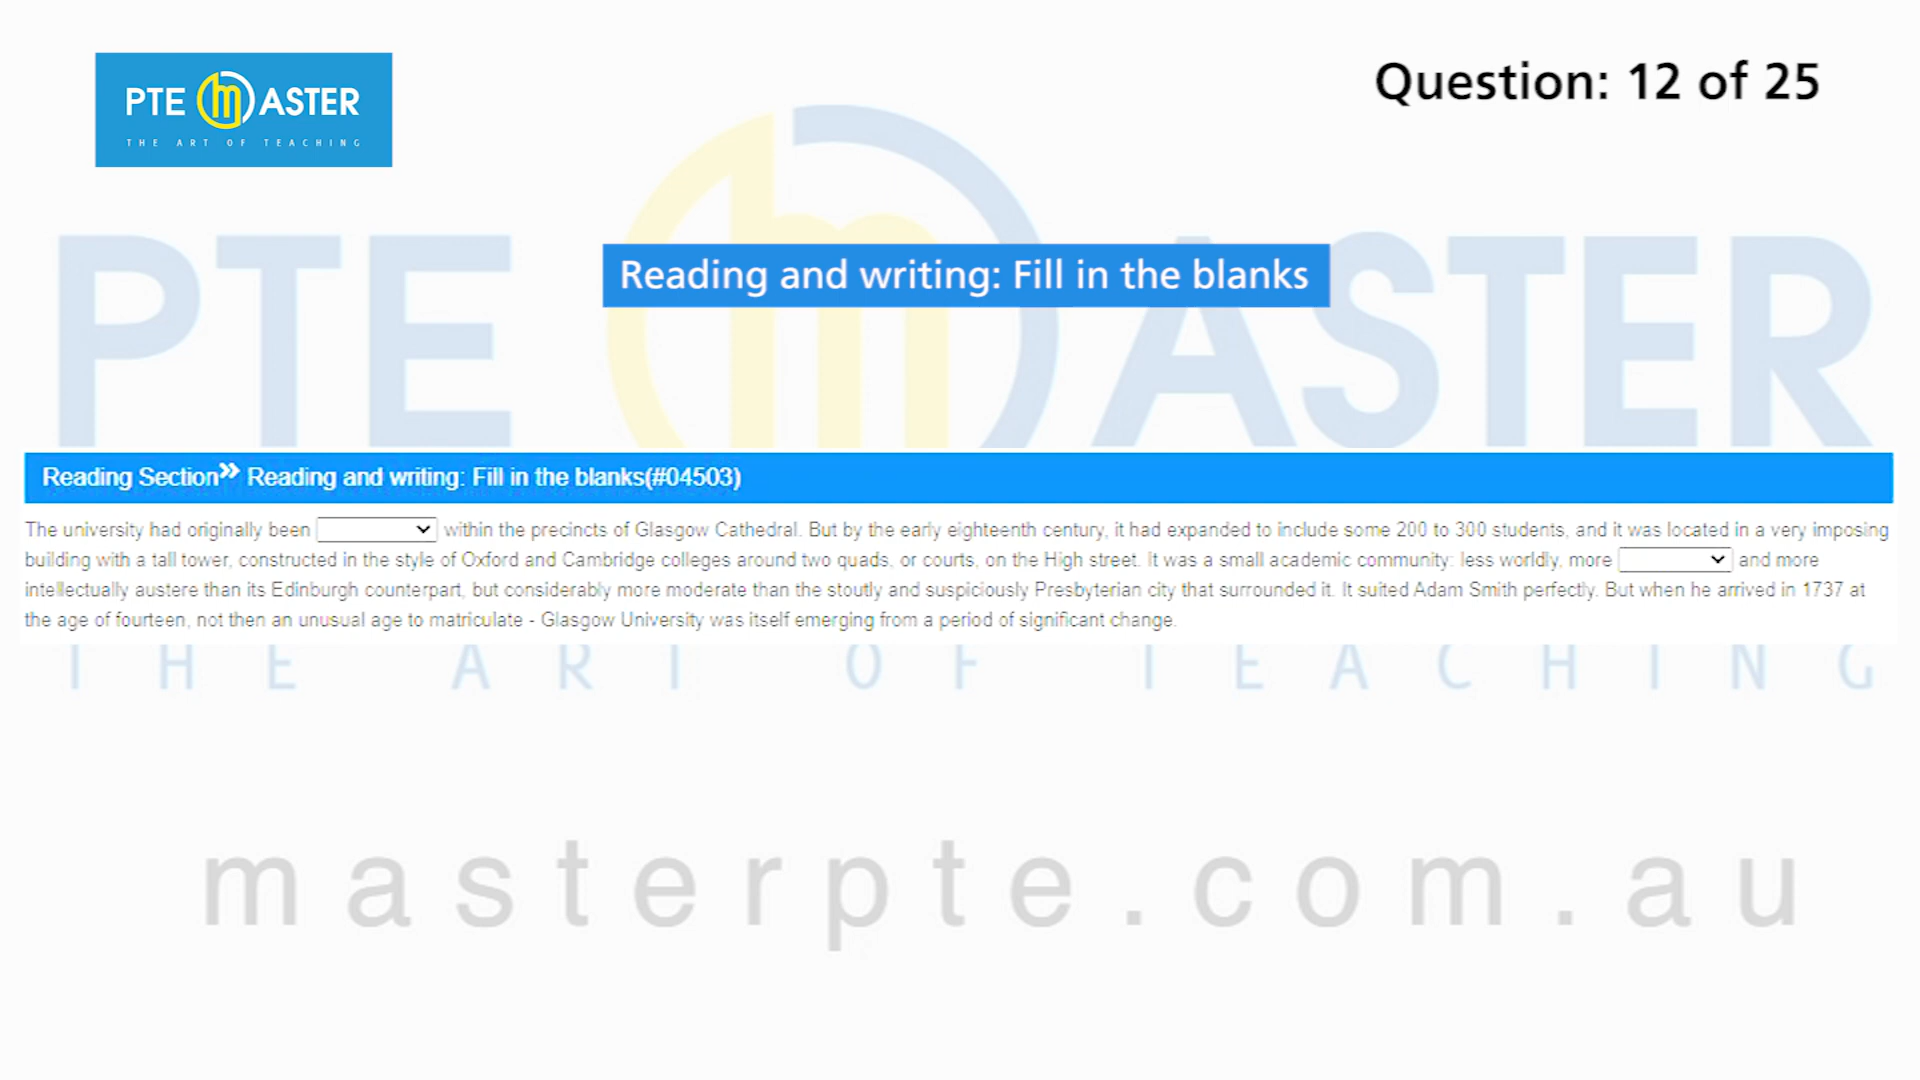 PTE MASTER
THE ART OF TEACHING
Question: 12 of 25
PTE MASTER
Reading and writing: Fill in the blanks
Reading Section» Reading and writing: Fill in the blanks(#04503)
The university had originally been within the precincts of Glasgow Cathedral. But by the early eighteenth century, it had expanded to include some 200 to 300 students, and it was located in a very imposing
building with a tall tower, constructed in the style of Oxford and Cambridge colleges around two quads, or courts, on the High street. It was a small academic community: less worldly, more and more
intellectually austere than its Edinburgh counterpart, but considerably more moderate than the stoutly and suspiciously Presbyterian city that surrounded it. It suited Adam Smith perfectly. But when he arrived in 1737 at
the age of fourteen, not then an unusual age to matriculate - Glasgow University was itself emerging from a period of significant change.
THE ART OF TEACHING
masterpte.com.au